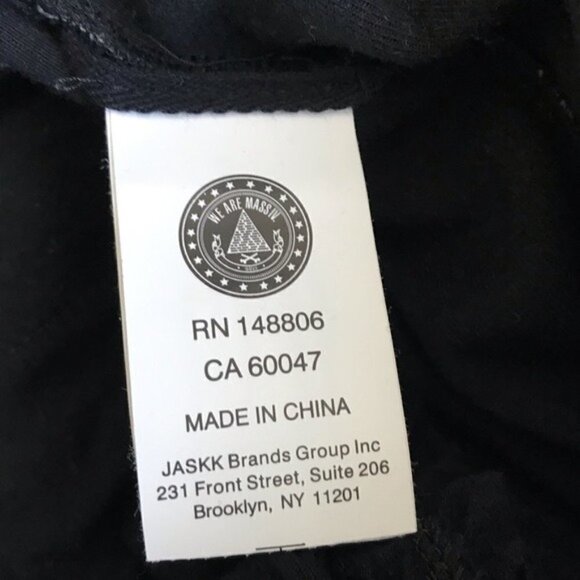 WE ARE MASSIV.
RN 148806
CA 60047
MADE IN CHINA
JASKK Brands Group Inc
231 Front Street, Suite 206
Brooklyn, NY 11201